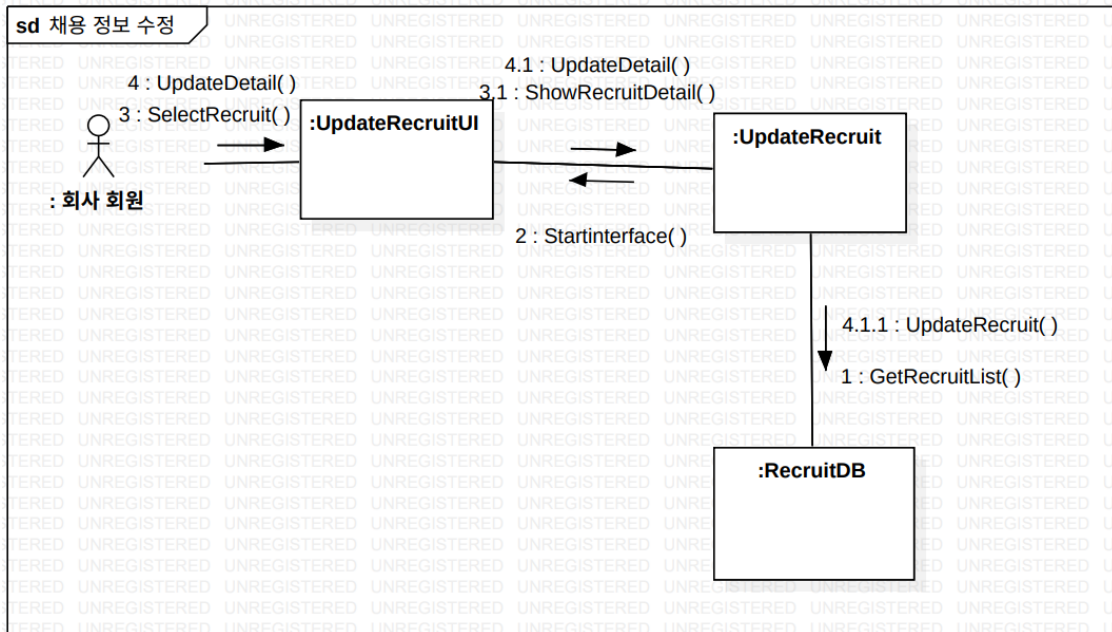 sd 채용 정보 수정
4 : UpdateDetail( )
3 : SelectRecruit( )
: 회사 회원
:UpdateRecruitUI
4.1 : UpdateDetail( )
3.1 : ShowRecruitDetail( )
2 : Startinterface( )
:UpdateRecruit
4.1.1 : UpdateRecruit( )
1 : GetRecruitList( )
:RecruitDB
UNREGISTERED